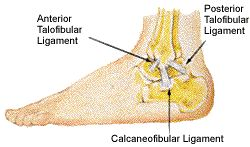 Anterior
Talofibular
Ligament
Posterior
Talofibular
Ligament
Calcaneofibular Ligament